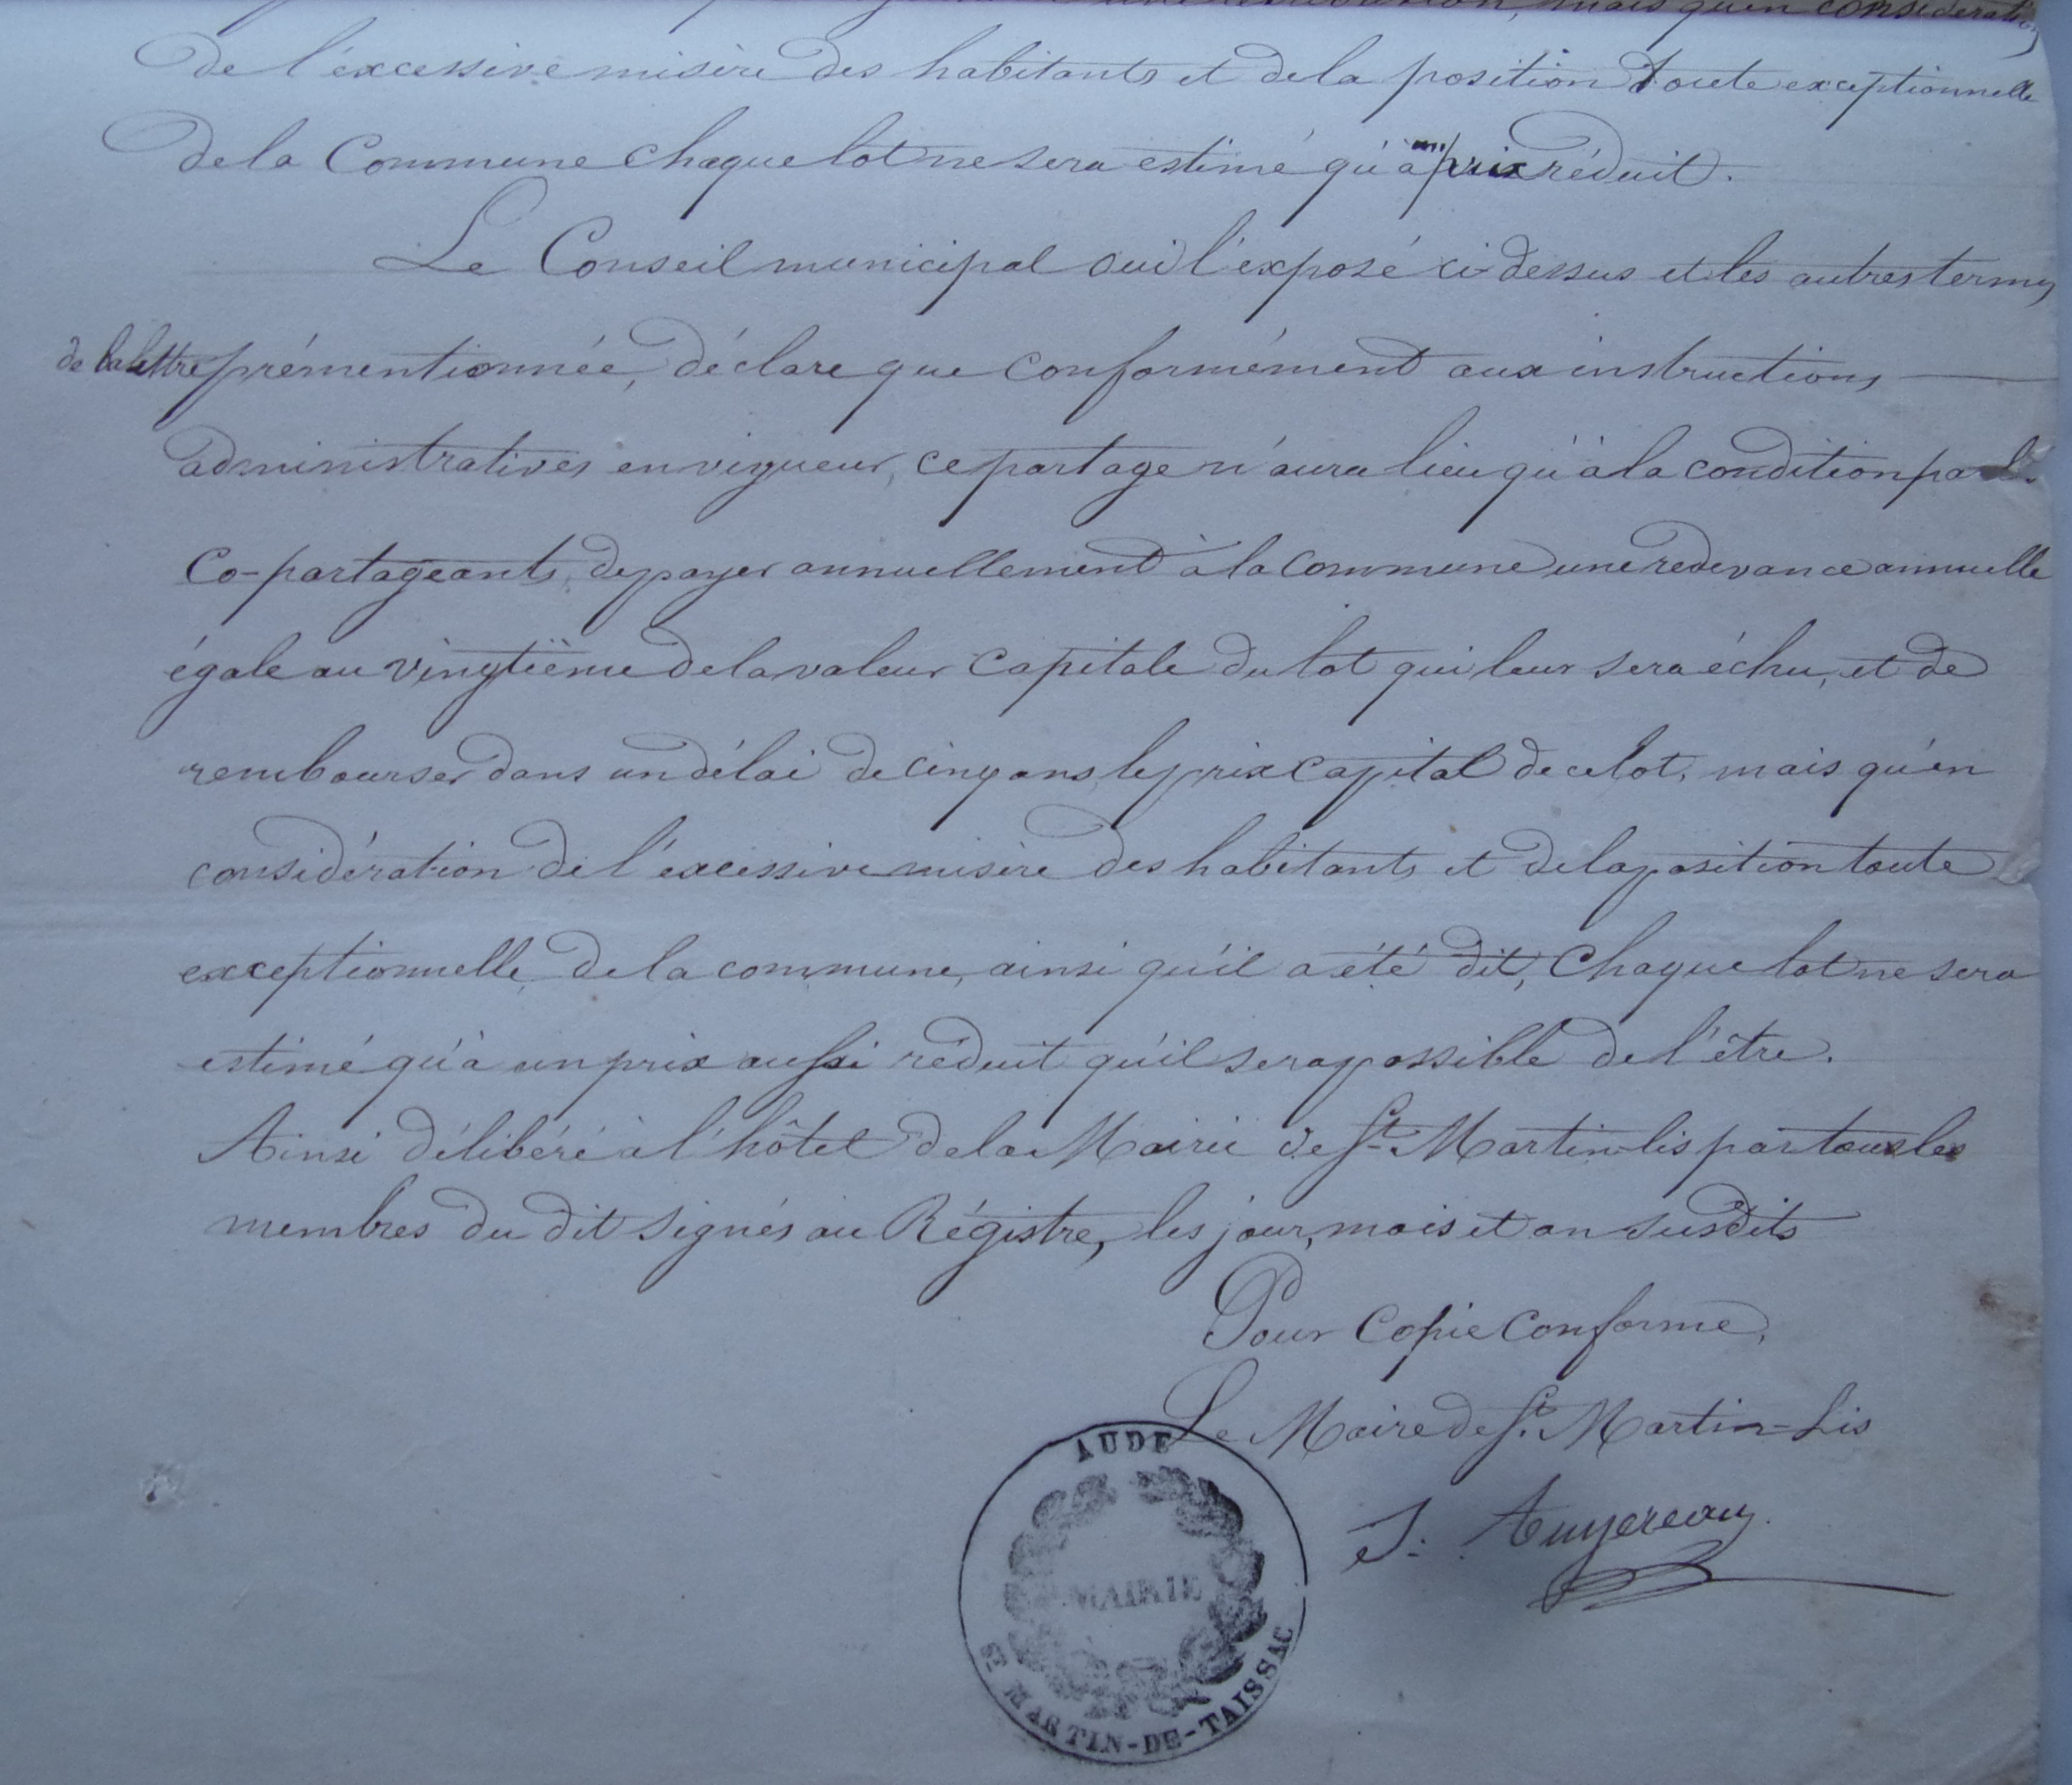 mais qu'en considération
de l'éxcessive misère des habitants et de la position toute exceptionnelle
de la Commune chaque lot ne sera estimé qu'à un prix réduit.
Le Conseil municipal oui l'exposé ci-dessus et les autres termes
de la lettre prémentionnée, déclare que conformément aux instructions
administratives en vigueur, ce partage n'aura lieu qu'à la condition par les
Co-partageants, de payer annuellement à la Commune une redevance annuelle
égale au vingtième de la valeur Capitale du lot qui leur sera échu, et de
rembourser dans un délai de cinq ans, le prix Capital de ce lot, mais qu'en
considération de l'excessive misère des habitants et de la position toute
exceptionnelle de la commune, ainsi qu'il a été dit, Chaque lot ne sera
estimé qu'à un prix aussi réduit qu'il sera possible de l'être.
Ainsi délibéré à l'hôtel de la Mairie de St. Martin-lis par tous les
membres du dit signés au Régistre, les jour, mois et an susdits
Pour Copie Conforme,
Le Maire de St. Martin-Lis
AUDE
MAIRIE
ST MARTIN-DE-TAISSAC